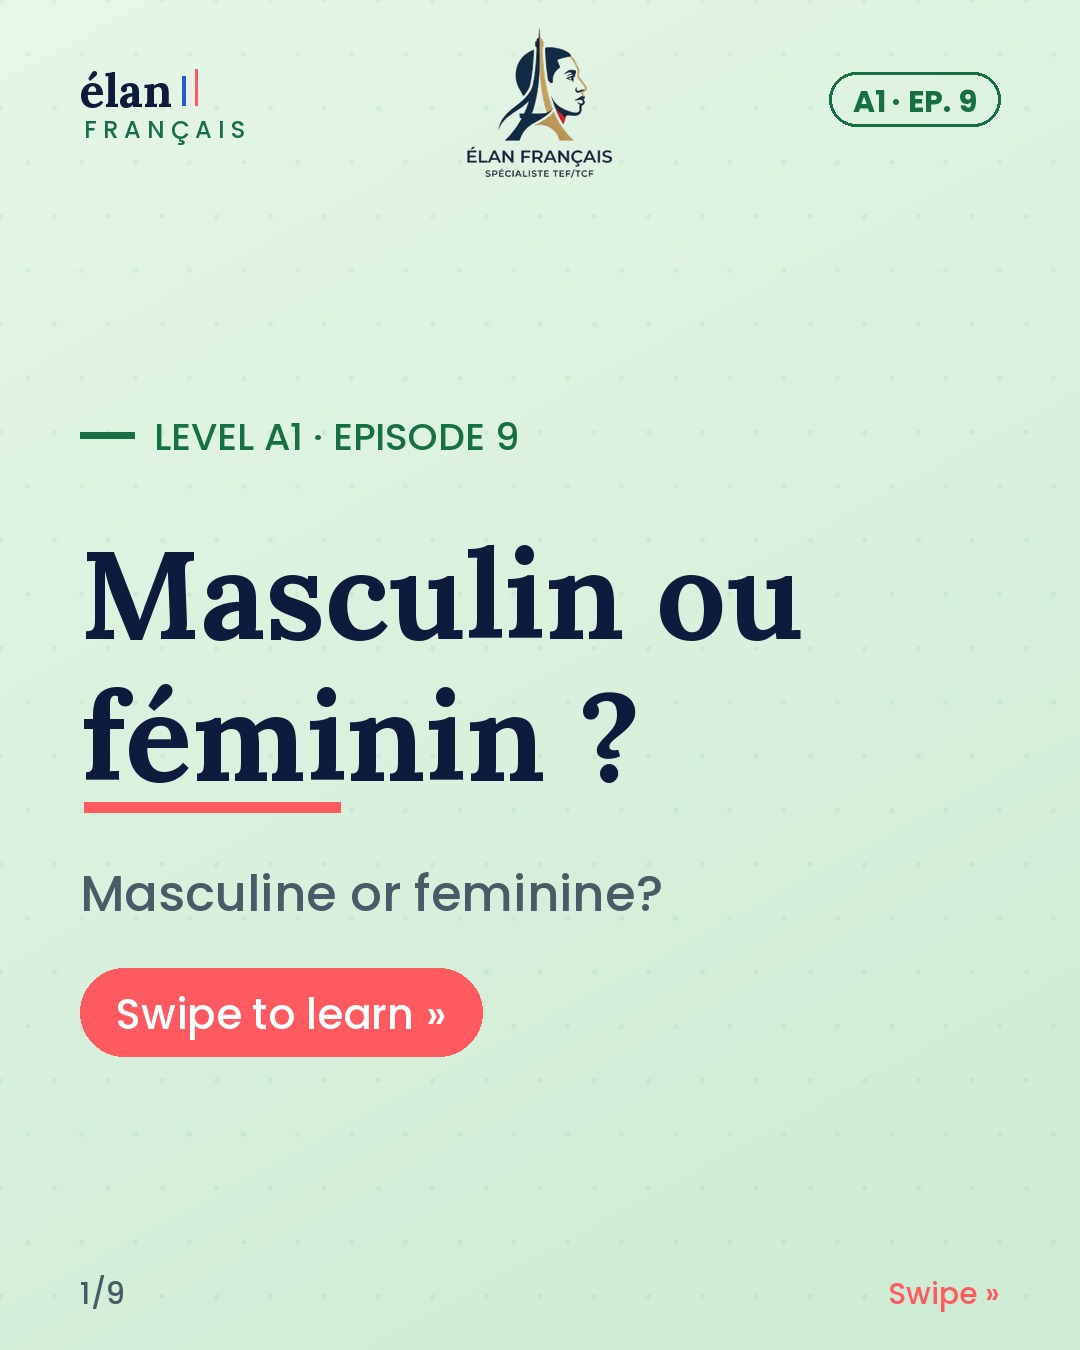 élan
FRANÇAIS
ÉLAN FRANÇAIS
SPÉCIALISTE TEF/TCF
A1 · EP. 9
LEVEL A1 · EPISODE 9
Masculin ou
féminin ?
Masculine or feminine?
Swipe to learn »
1/9
Swipe »